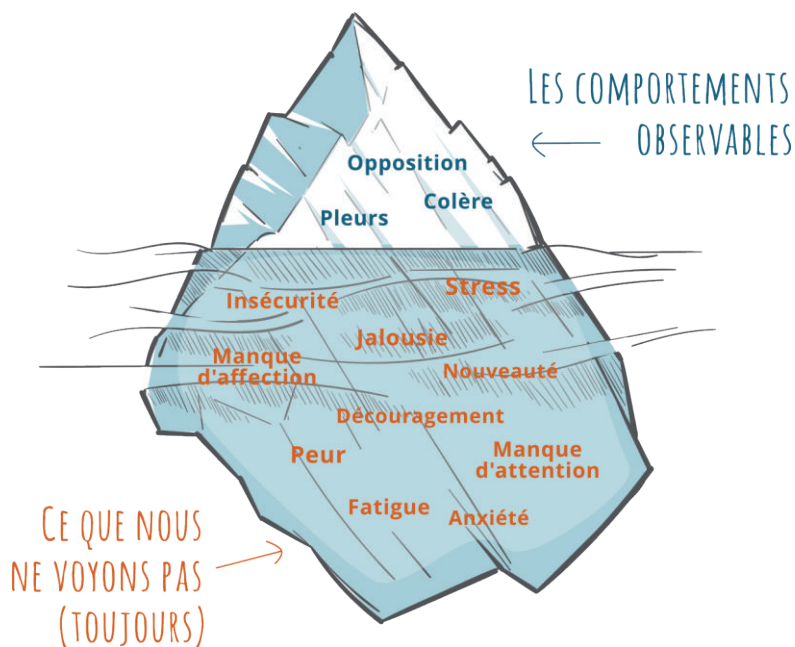 LES COMPORTEMENTS
OBSERVABLES
Opposition
Colère
Pleurs
Stress
Insécurité
Jalousie
Manque
d'affection
Nouveauté
Découragement
Manque
d'attention
Peur
Fatigue
Anxiété
CE QUE NOUS
NE VOYONS PAS
(TOUJOURS)